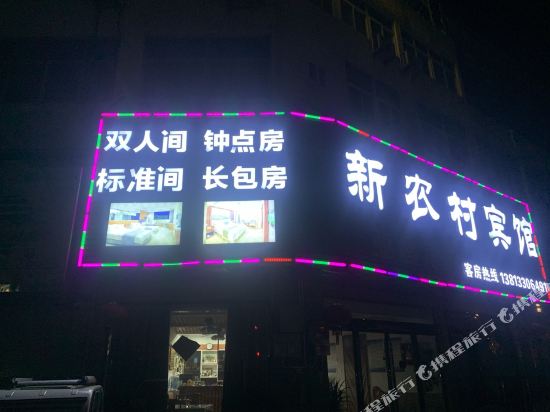 双人间 钟点房
标准间 长包房
新农村宾馆
客房热线
携程旅行